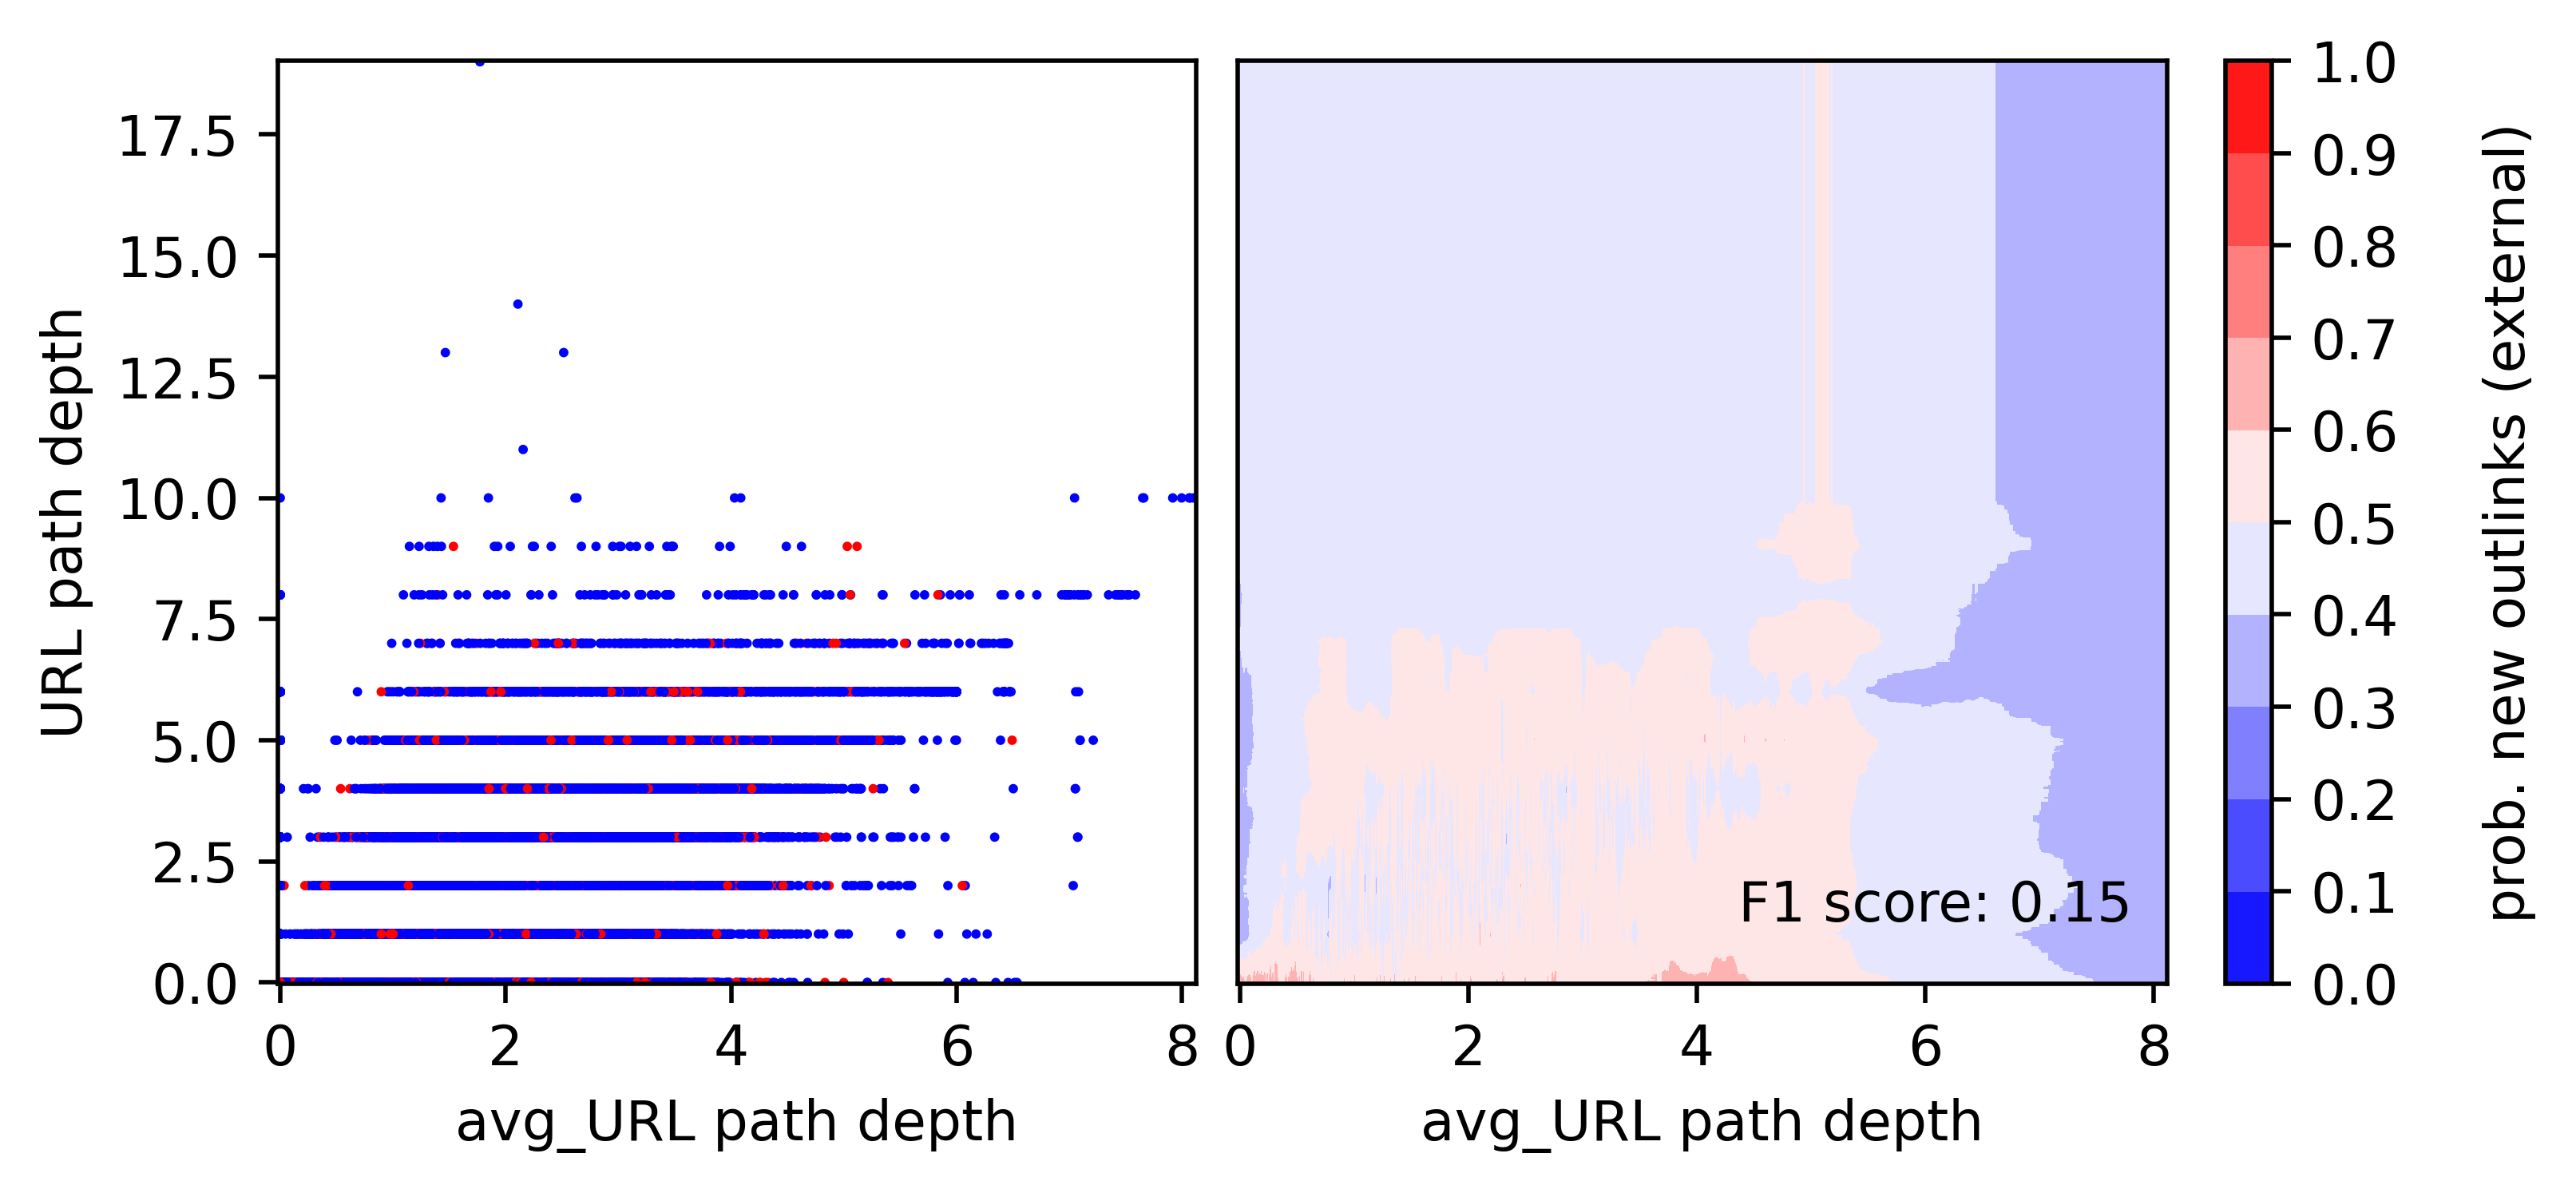 URL path depth
17.5
15.0
12.5
10.0
7.5
5.0
2.5
0.0
0 2 4 6 8
avg_URL path depth
F1 score: 0.15
0 2 4 6 8
avg_URL path depth
1.0
0.9
0.8
0.7
0.6
0.5
0.4
0.3
0.2
0.1
0.0
prob. new outlinks (external)